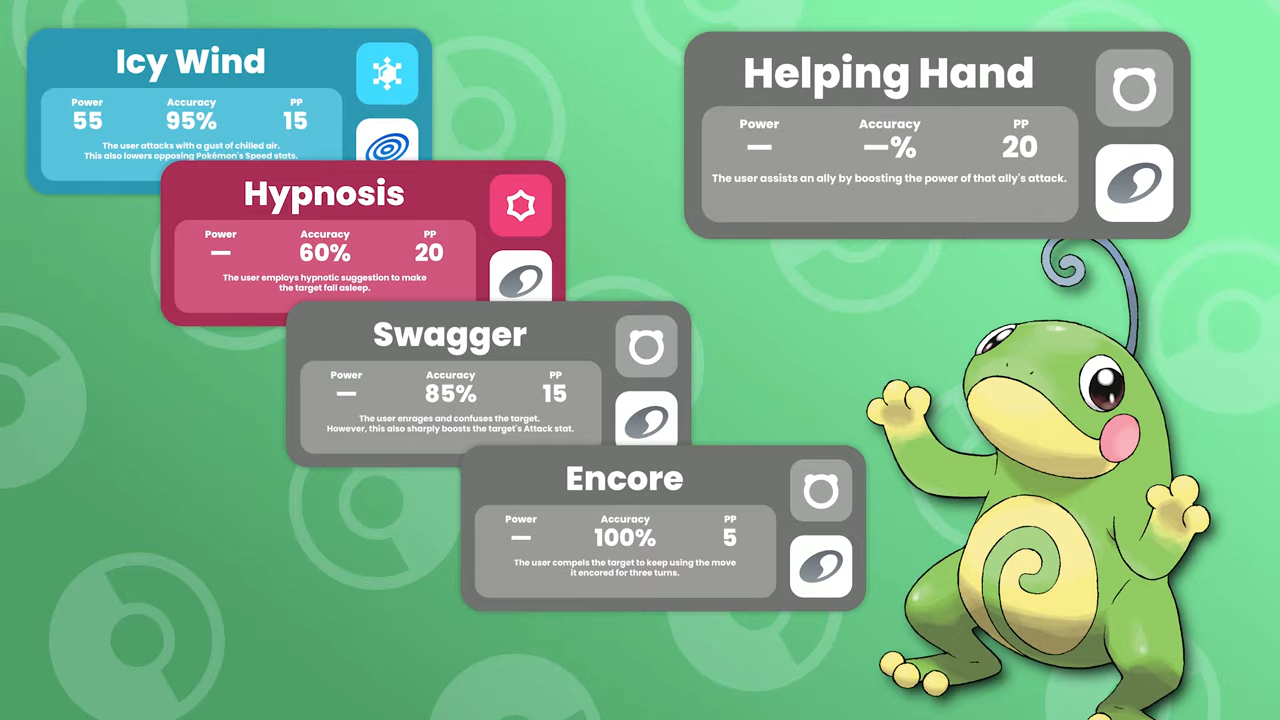 Icy Wind
Power Accuracy PP
55 95% 15
The user attacks with a gust of chilled air.
This also lowers opposing Pokémon's Speed stats.
Hypnosis
Power Accuracy PP
— 60% 20
The user employs hypnotic suggestion to make
the target fall asleep.
Swagger
Power Accuracy PP
— 85% 15
The user enrages and confuses the target.
However, this also sharply boosts the target's Attack stat.
Encore
Power Accuracy PP
— 100% 5
The user compels the target to keep using the move
it encored for three turns.
Helping Hand
Power Accuracy PP
— —% 20
The user assists an ally by boosting the power of that ally's attack.